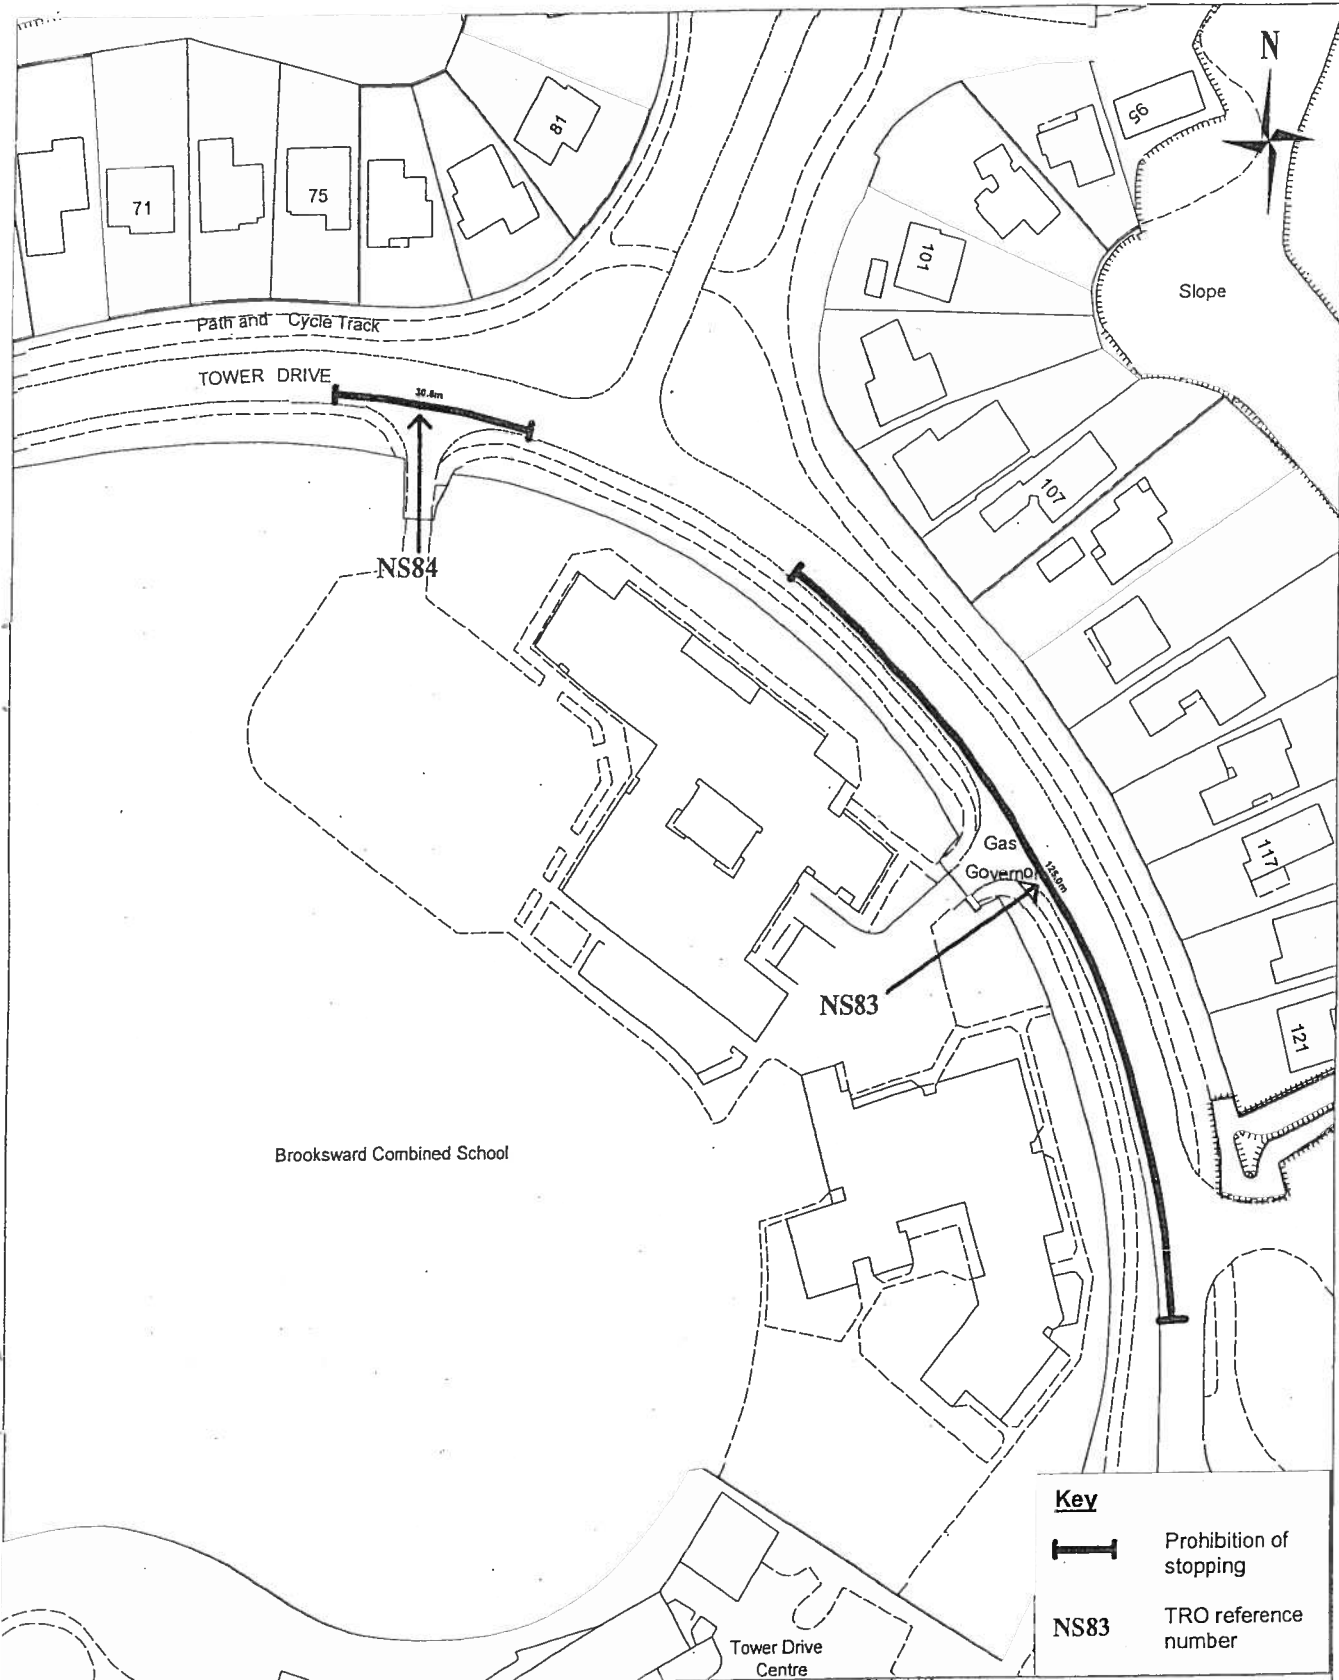 N
81
95
71
75
101
Slope
Path and Cycle Track
TOWER DRIVE
30.8m
107
NS84
117
Gas
Governor
125.0m
NS83
121
Brooksward Combined School
Key
Prohibition of
stopping
NS83
TRO reference
number
Tower Drive
Centre